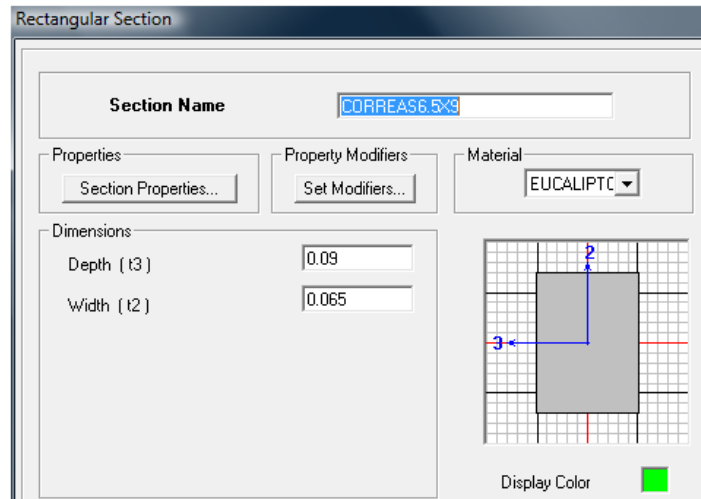 Rectangular Section
Section Name CORREAS6.5X9
Properties Property Modifiers Material
Section Properties... Set Modifiers... EUCALIPTC
Dimensions
Depth ( t3 ) 0.09
Width ( t2 ) 0.065
2
3
Display Color